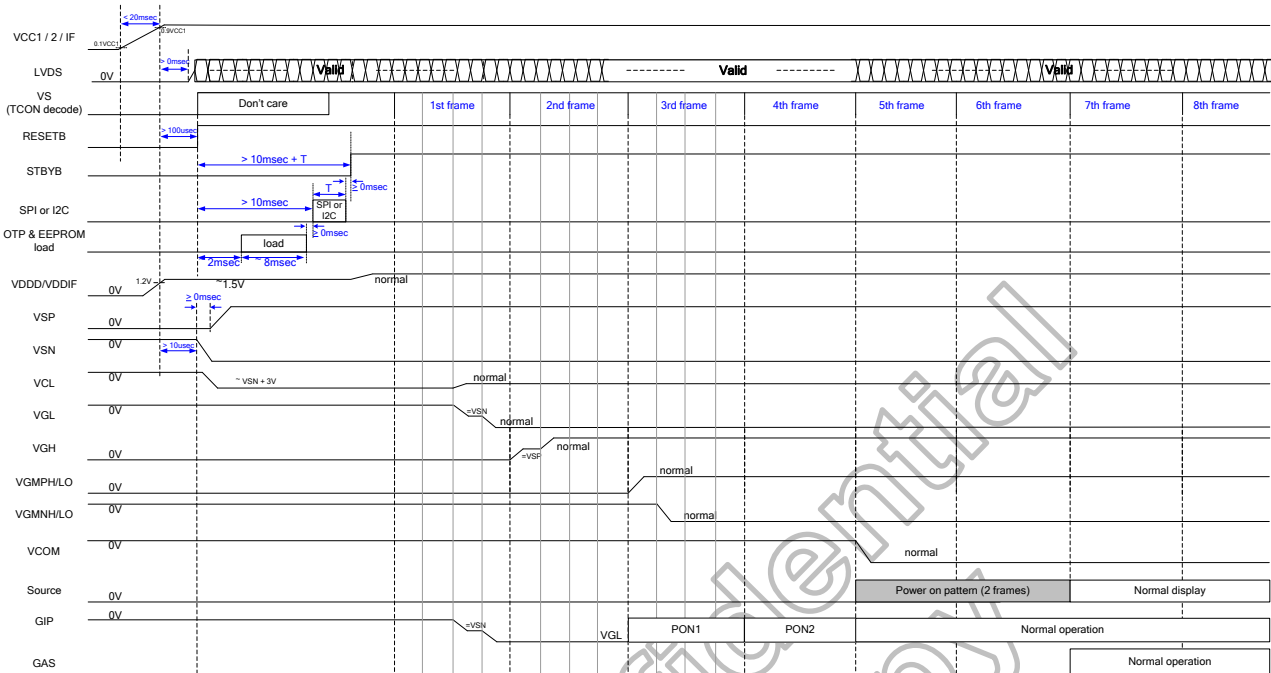 < 20msec
VCC1 / 2 / IF
0.1VCC1
0.9VCC1
> 0msec
LVDS
0V
Valid
Valid
Valid
VS
(TCON decode)
Don't care
1st frame
2nd frame
3rd frame
4th frame
5th frame
6th frame
7th frame
8th frame
RESETB
> 100usec
STBYB
> 10msec + T
T
≥ 0msec
SPI or I2C
> 10msec
SPI or
I2C
≥ 0msec
OTP & EEPROM
load
load
2msec
~ 8msec
VDDD/VDDIF
0V
1.2V
~1.5V
normal
≥ 0msec
VSP
0V
VSN
0V
> 10usec
VCL
0V
~ VSN + 3V
normal
VGL
0V
=VSN
normal
VGH
0V
=VSP
normal
VGMPH/LO
0V
normal
VGMNH/LO
normal
VCOM
0V
normal
Source
0V
Power on pattern (2 frames)
Normal display
GIP
0V
=VSN
VGL
PON1
PON2
Normal operation
GAS
Normal operation